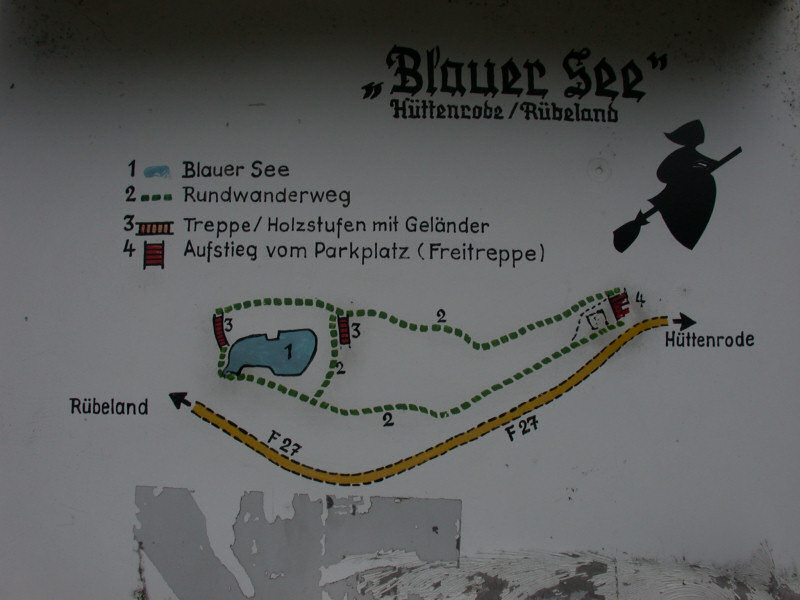 „Blauer See"
Hüttenrode/Rübeland
1 Blauer See
2 Rundwanderweg
3 Treppe/Holzstufen mit Geländer
4 Aufstieg vom Parkplatz (Freitreppe)
4
2
3
3
1
2
Hüttenrode
Rübeland
2
F 27
F 27